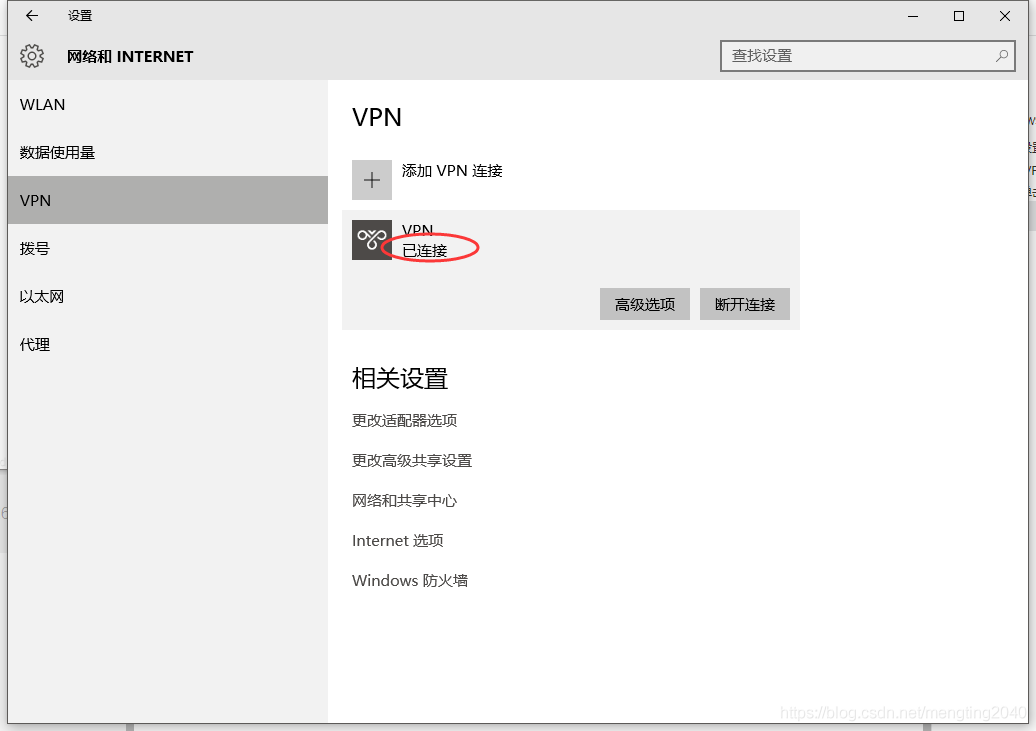 设置
网络和 INTERNET
查找设置
WLAN
数据使用量
VPN
拨号
以太网
代理
VPN
添加 VPN 连接
VPN
已连接
高级选项
断开连接
相关设置
更改适配器选项
更改高级共享设置
网络和共享中心
Internet 选项
Windows 防火墙
https://blog.csdn.net/mengting2040